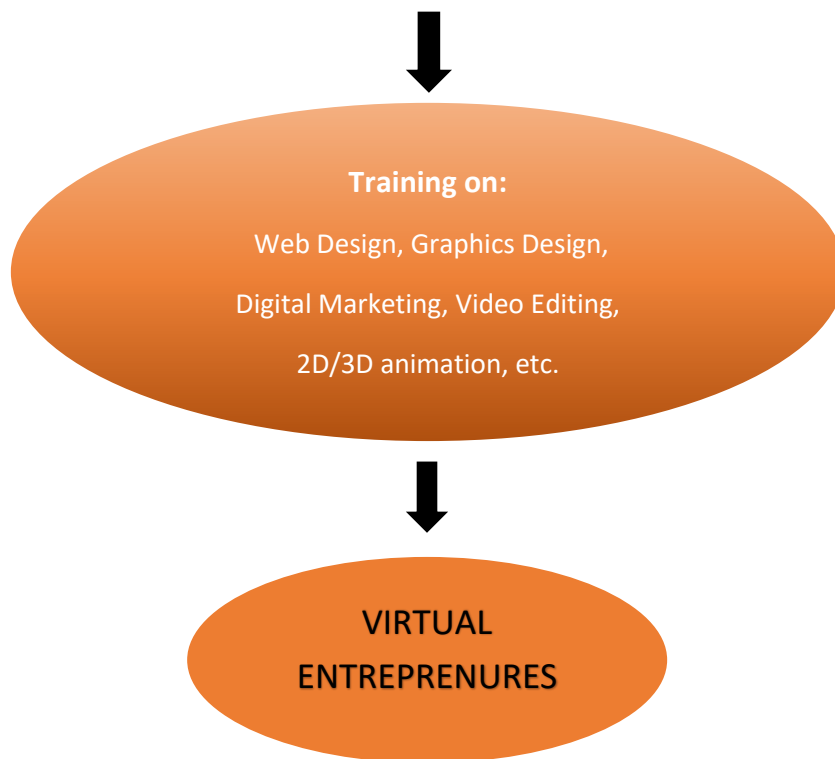 Training on:
Web Design, Graphics Design,
Digital Marketing, Video Editing,
2D/3D animation, etc.
VIRTUAL
ENTREPRENURES